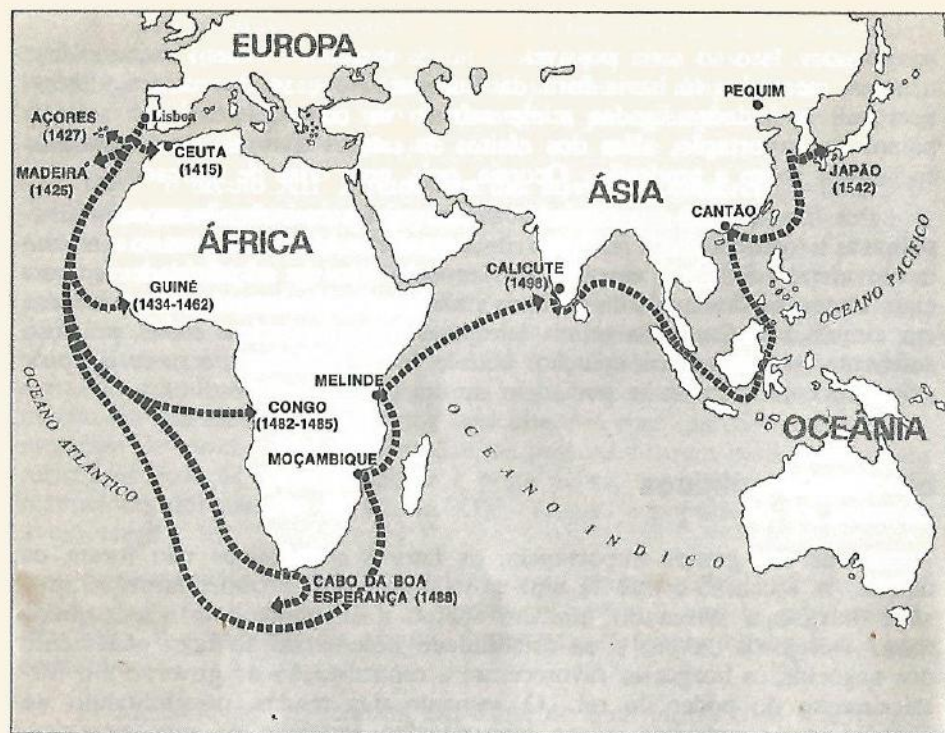 EUROPA
PEQUIM
AÇORES
(1427)
Lisboa
CEUTA
(1415)
MADEIRA
(1425)
JAPÃO
(1542)
ÁSIA
CANTÃO
ÁFRICA
CALICUTE
(1498)
GUINÉ
(1434-1462)
OCEANO PACÍFICO
MELINDE
CONGO
(1482-1485)
OCEÂNIA
OCEANO ATLÂNTICO
MOÇAMBIQUE
OCEANO ÍNDICO
CABO DA BOA
ESPERANÇA (1488)